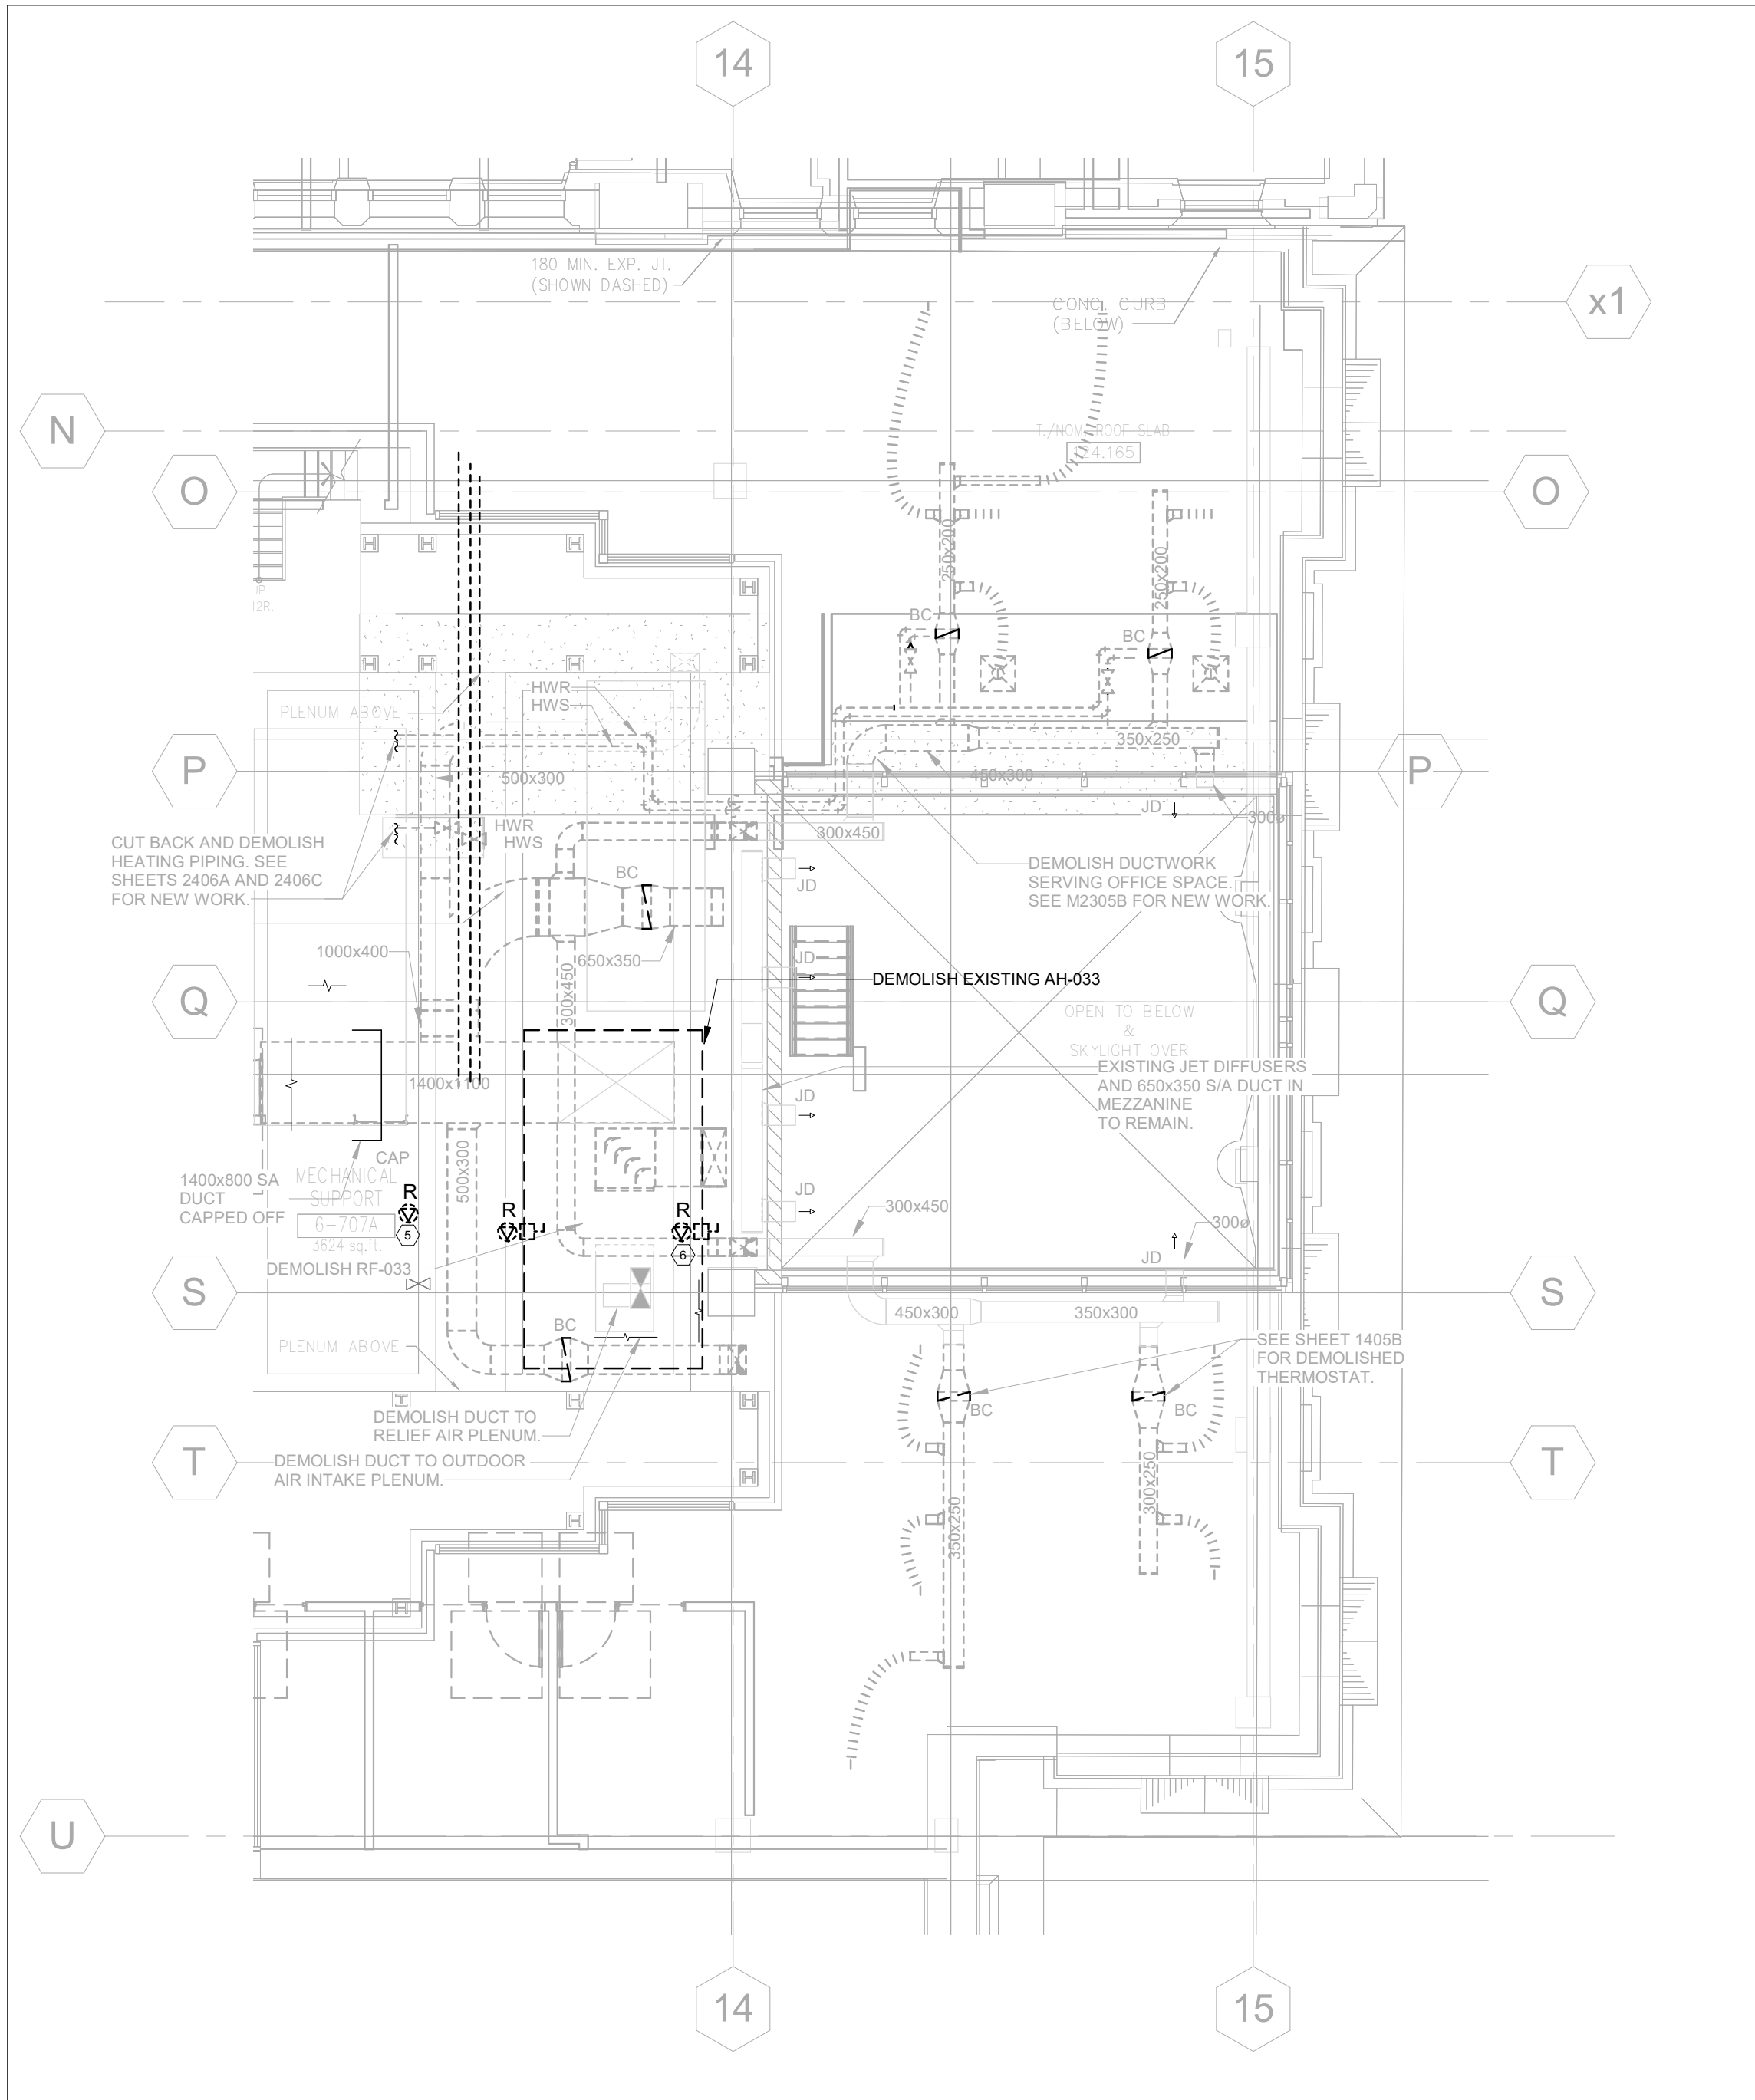 14
15
180 MIN. EXP. JT.
(SHOWN DASHED)
CONC. CURB
(BELOW)
x1
N
T./NOM. ROOF SLAB
124.165
O
O
250x200
250x200
UP
12R.
BC
BC
HWR
HWS
PLENUM ABOVE
350x250
P
500x300
450x300
P
JD
300ø
HWR
HWS
300x450
CUT BACK AND DEMOLISH
HEATING PIPING. SEE
SHEETS 2406A AND 2406C
FOR NEW WORK.
DEMOLISH DUCTWORK
SERVING OFFICE SPACE.
SEE M2305B FOR NEW WORK.
BC
JD
1000x400
650x350
JD
300x450
DEMOLISH EXISTING AH-033
Q
Q
OPEN TO BELOW
&
SKYLIGHT OVER
EXISTING JET DIFFUSERS
AND 650x350 S/A DUCT IN
MEZZANINE
TO REMAIN.
1400x1100
JD
CAP
1400x800 SA
DUCT
CAPPED OFF
MECHANICAL
SUPPORT
6-707A
3624 sq.ft.
500x300
R
5
R
R
6
JD
300x450
300ø
JD
DEMOLISH RF-033
S
S
450x300
350x300
BC
PLENUM ABOVE
SEE SHEET 1405B
FOR DEMOLISHED
THERMOSTAT.
BC
BC
DEMOLISH DUCT TO
RELIEF AIR PLENUM.
T
DEMOLISH DUCT TO OUTDOOR
AIR INTAKE PLENUM.
T
350x250
300x250
U
14
15